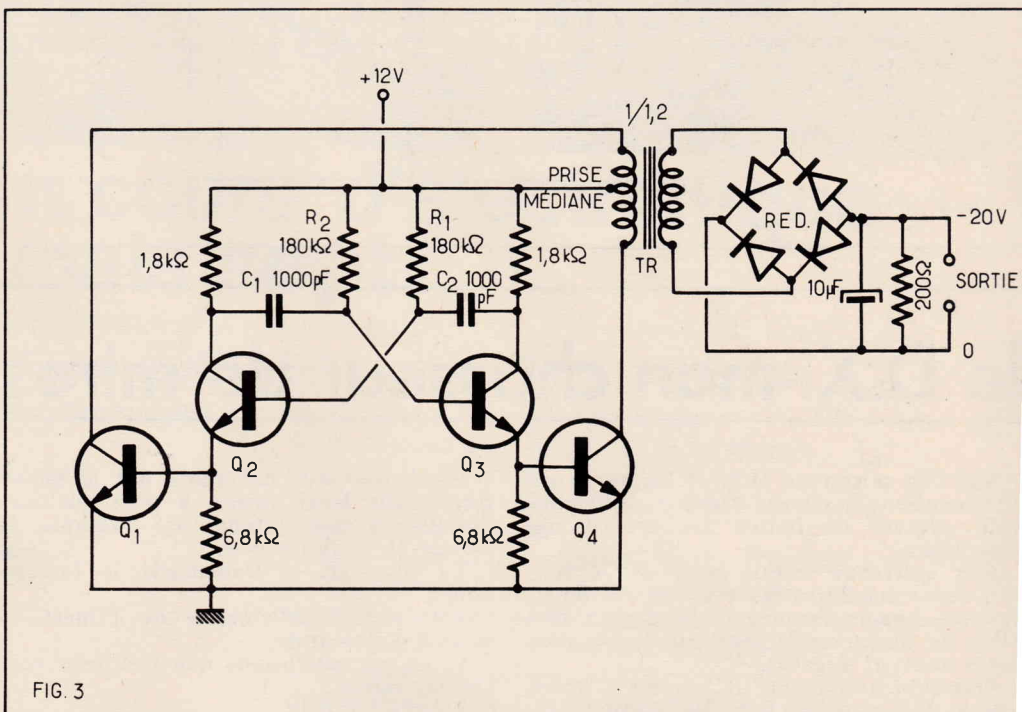 +12V
1/1,2
PRISE
MÉDIANE
R2
180kΩ
R1
180kΩ
1,8kΩ
C1 1000pF
C2 1000
pF
1,8kΩ
TR
RED.
-20V
10µF
200Ω
SORTIE
0
Q2
Q3
Q1
Q4
6,8kΩ
6,8kΩ
FIG. 3